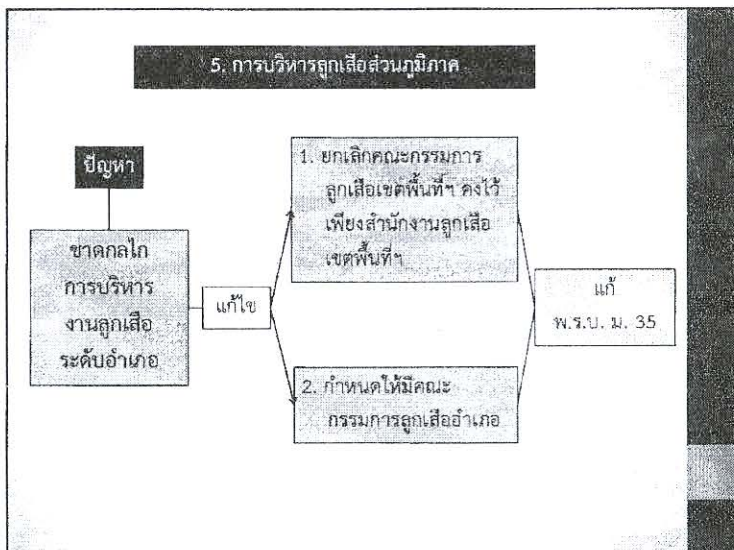 5. การบริหารลูกเสือส่วนภูมิภาค
ปัญหา
ขาดกลไก
การบริหาร
งานลูกเสือ
ระดับอำเภอ
แก้ไข
1. ยกเลิกคณะกรรมการ
ลูกเสือเขตพื้นที่ฯ คงไว้
เพียงสำนักงานลูกเสือ
เขตพื้นที่ฯ
2. กำหนดให้มีคณะ
กรรมการลูกเสืออำเภอ
แก้
พ.ร.บ. ม. 35